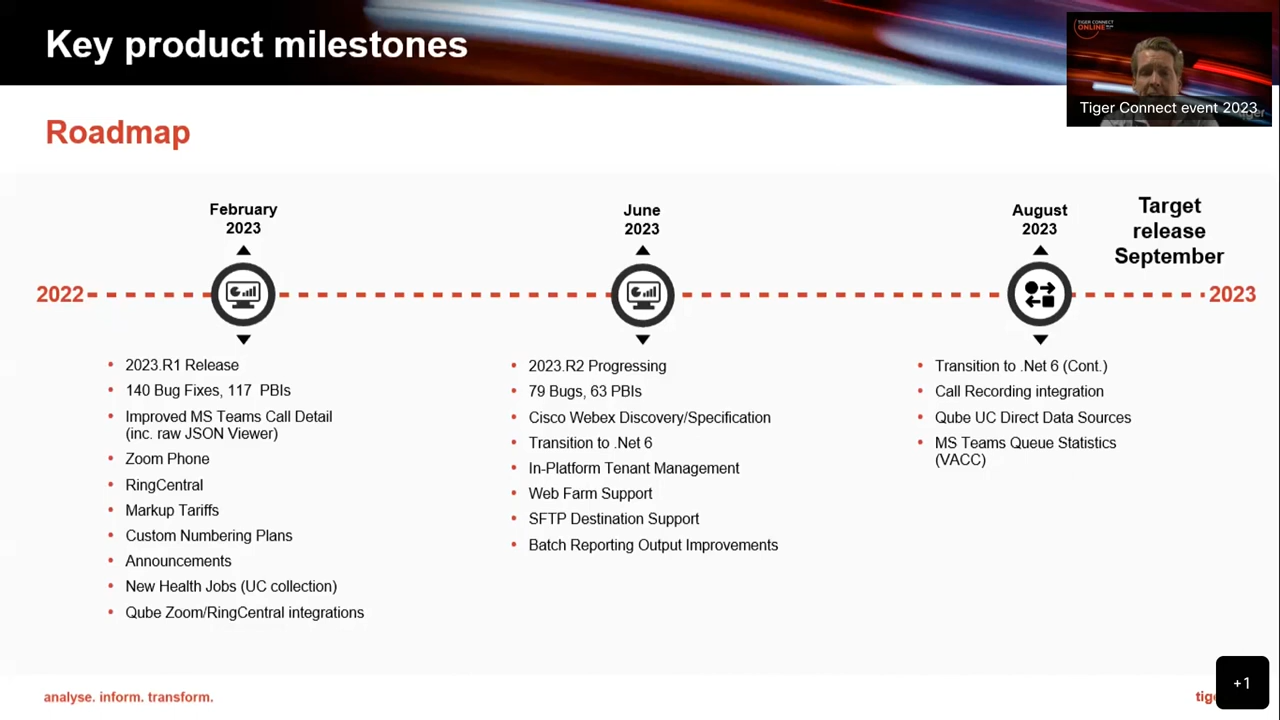 Key product milestones
TIGER CONNECT
ONLINE
Tiger Connect event 2023
Roadmap
February
2023
June
2023
August
2023
Target
release
September
2022
2023
• 2023.R1 Release
• 140 Bug Fixes, 117 PBIs
• Improved MS Teams Call Detail
(inc. raw JSON Viewer)
• Zoom Phone
• RingCentral
• Markup Tariffs
• Custom Numbering Plans
• Announcements
• New Health Jobs (UC collection)
• Qube Zoom/RingCentral integrations
• 2023.R2 Progressing
• 79 Bugs, 63 PBIs
• Cisco Webex Discovery/Specification
• Transition to .Net 6
• In-Platform Tenant Management
• Web Farm Support
• SFTP Destination Support
• Batch Reporting Output Improvements
• Transition to .Net 6 (Cont.)
• Call Recording integration
• Qube UC Direct Data Sources
• MS Teams Queue Statistics
(VACC)
analyse. inform. transform.
+1